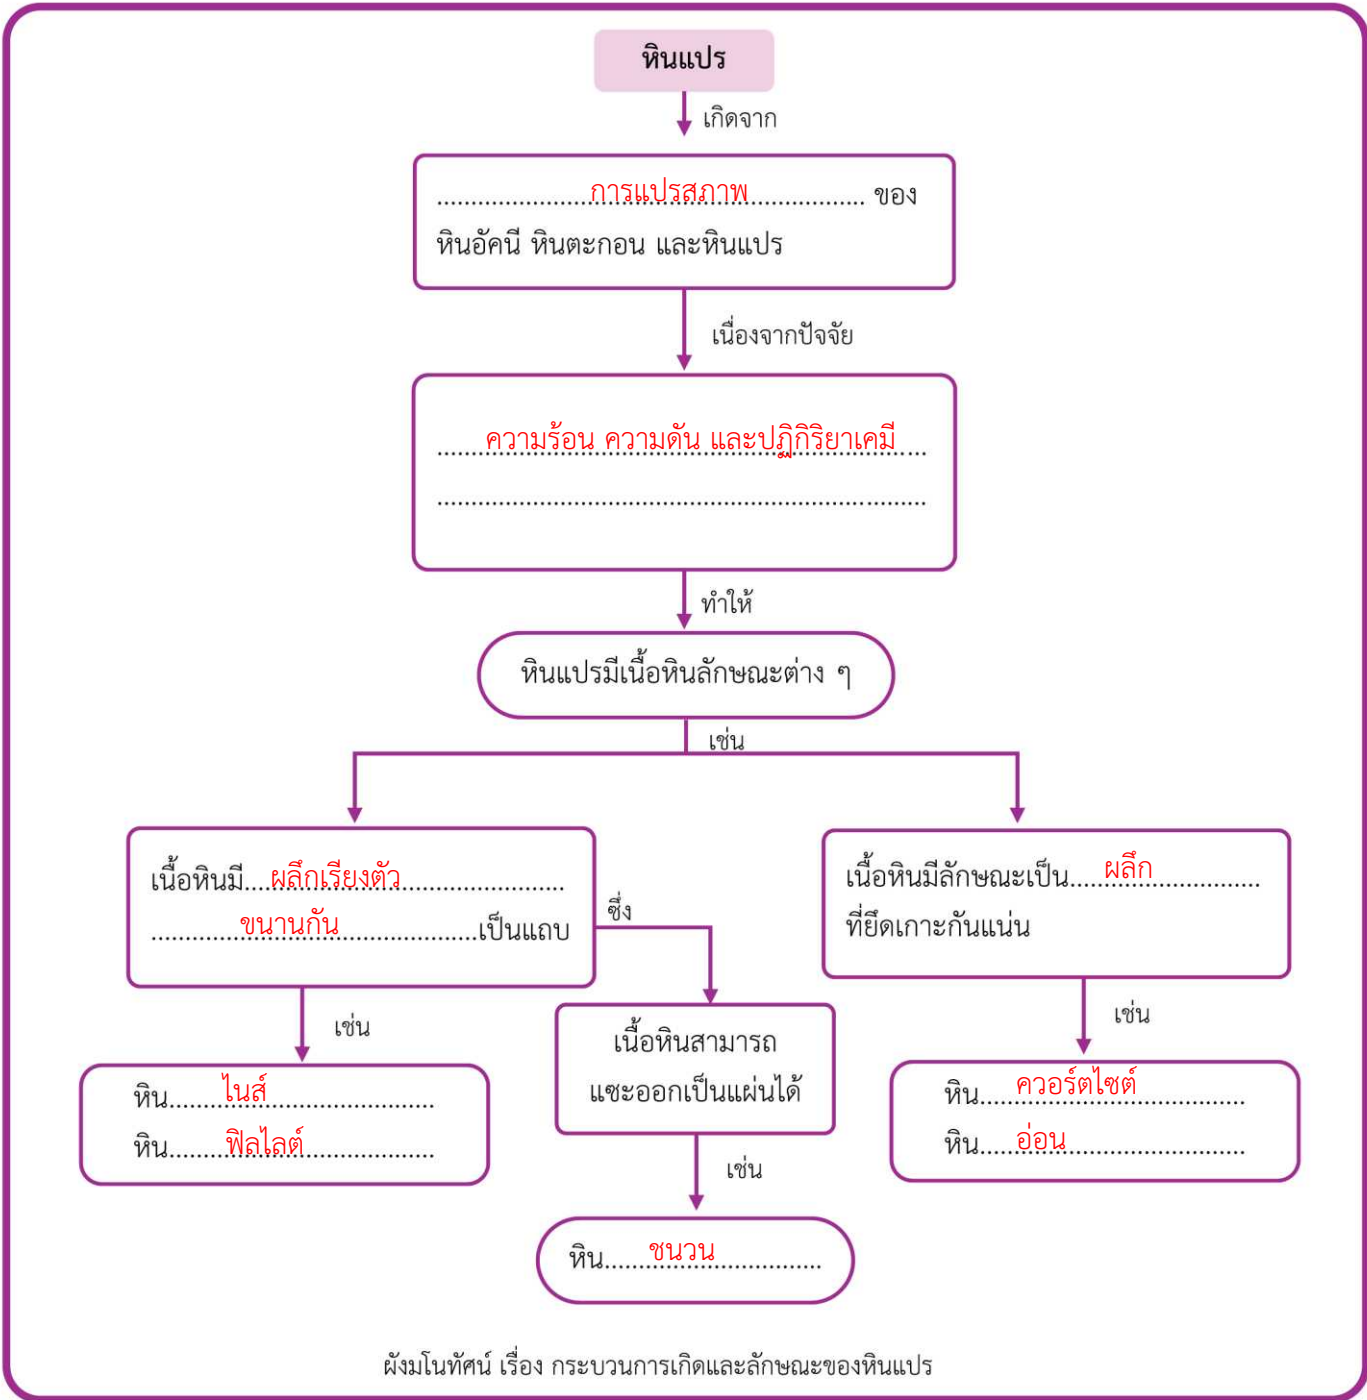 หินแปร
เกิดจาก
................การแปรสภาพ................ ของ
หินอัคนี หินตะกอน และหินแปร
เนื่องจากปัจจัย
.......ความร้อน ความดัน และปฏิกิริยาเคมี.......
.......................................................................
ทำให้
หินแปรมีเนื้อหินลักษณะต่าง ๆ
เช่น
เนื้อหินมี....ผลึกเรียงตัว........................
.............ขนานกัน.........................เป็นแถบ
ซึ่ง
เนื้อหินมีลักษณะเป็น.....ผลึก................
ที่ยึดเกาะกันแน่น
เช่น
เนื้อหินสามารถ
แซะออกเป็นแผ่นได้
เช่น
หิน........ไนส์..........................
หิน........ฟิลไลต์......................
หิน.....ควอร์ตไซต์......................
หิน.....อ่อน..............................
เช่น
หิน......ชนวน................
ผังมโนทัศน์ เรื่อง กระบวนการเกิดและลักษณะของหินแปร